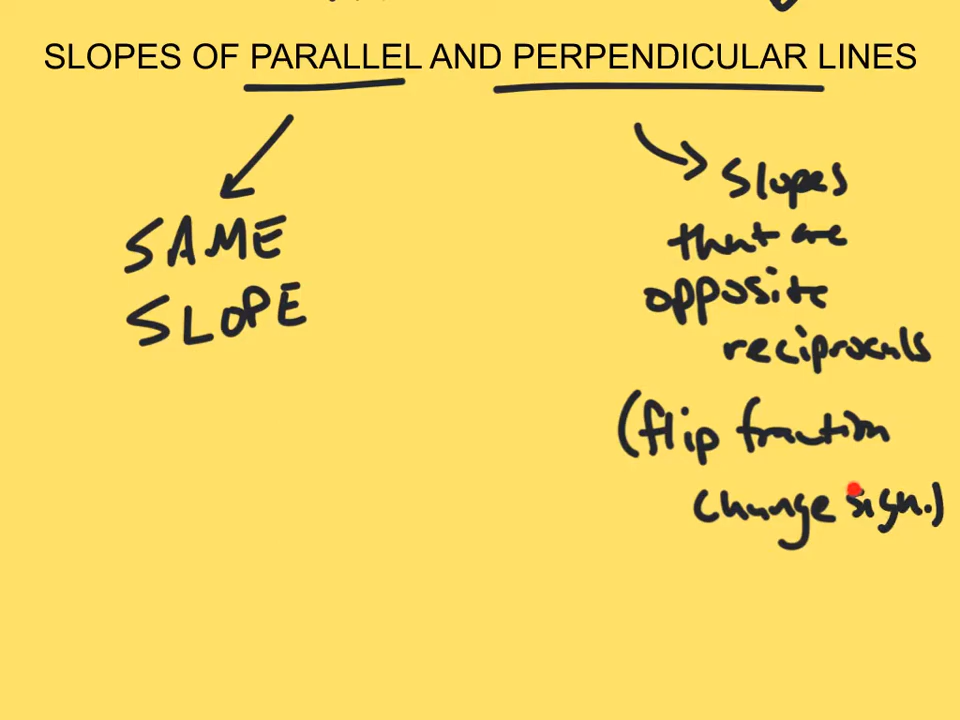 SLOPES OF PARALLEL AND PERPENDICULAR LINES
SAME
SLOPE
slopes
that are
opposite
reciprocals
(flip fraction
change sign.)